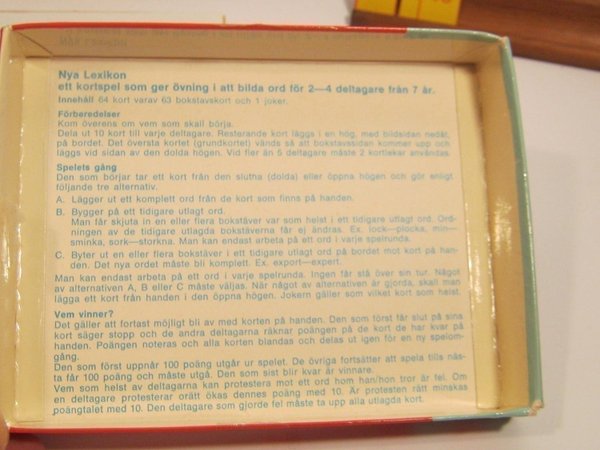 Nya Lexikon
ett kortspel som ger övning i att bilda ord för 2—4 deltagare från 7 år.
Innehåll 64 kort varav 63 bokstavskort och 1 joker.
Förberedelser
Kom överens om vem som skall börja.
Dela ut 10 kort till varje deltagare. Resterande kort läggs i en hög, med bildsidan nedåt,
på bordet. Det översta kortet (grundkortet) vänds så att bokstavssidan kommer upp och
läggs vid sidan av den dolda högen. Vid fler än 5 deltagare måste 2 kortlekar användas.
Spelets gång
Den som börjar tar ett kort från den slutna (dolda) eller öppna högen och gör enligt
följande tre alternativ.
A. Lägger ut ett komplett ord från de kort som finns på handen.
B. Bygger på ett tidigare utlagt ord.
Man får skjuta in en eller flera bokstäver var som helst i ett tidigare utlagt ord. Ord-
ningen av de tidigare utlagda bokstäverna får ej ändras. Ex. lock—plocka, min—
sminka, sork—storkna. Man kan endast arbeta på ett ord i varje spelrunda.
C. Byter ut en eller flera bokstäver i ett tidigare utlagt ord på bordet mot kort på han-
den. Det nya ordet måste bli komplett. Ex. export—expert.
Man kan endast arbeta på ett ord i varje spelrunda. Ingen får stå över sin tur. Något
av alternativen A, B eller C måste väljas. När något av alternativen är gjorda, skall man
lägga ett kort från handen i den öppna högen. Jokern gäller som vilket kort som helst.
Vem vinner?
Det gäller att fortast möjligt bli av med korten på handen. Den som först får slut på sina
kort säger stopp och de andra deltagarna räknar poängen på de kort de har kvar på
handen. Poängen noteras och alla korten blandas och delas ut igen för en ny spelom-
gång.
Den som först uppnår 100 poäng utgår ur spelet. De övriga fortsätter att spela tills näs-
ta får 100 poäng och måste utgå. Den som sist blir kvar är vinnare.
Vem som helst av deltagarna kan protestera mot ett ord som han/hon tror är fel. Om
en deltagare protesterar orätt ökas dennes poäng med 10. Är protesten rätt minskas
poängtalet med 10. Den deltagare som gjorde fel måste ta upp alla utlagda kort.